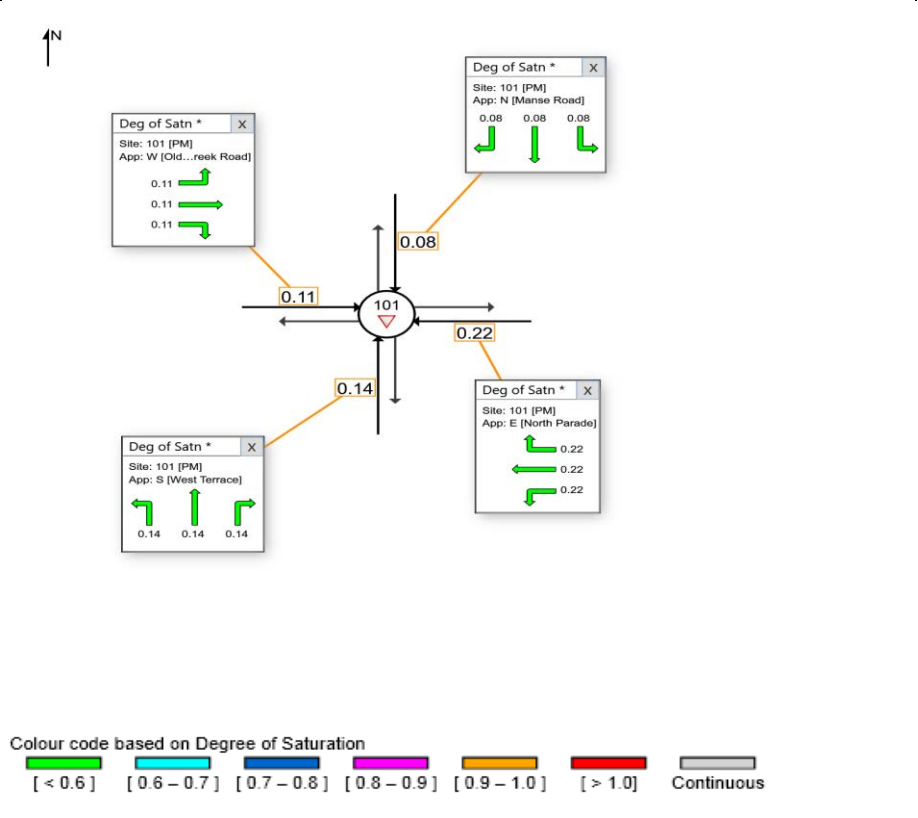 N
Deg of Satn * X
Site: 101 [PM]
App: N [Manse Road]
0.08 0.08 0.08
Deg of Satn * X
Site: 101 [PM]
App: W [Old...reek Road]
0.11
0.11
0.11
0.08
0.11
101
0.22
0.14
Deg of Satn * X
Site: 101 [PM]
App: E [North Parade]
0.22
0.22
0.22
Deg of Satn * X
Site: 101 [PM]
App: S [West Terrace]
0.14 0.14 0.14
Colour code based on Degree of Saturation
[ < 0.6 ] [ 0.6 – 0.7 ] [ 0.7 – 0.8 ] [ 0.8 – 0.9 ] [ 0.9 – 1.0 ] [ > 1.0] Continuous